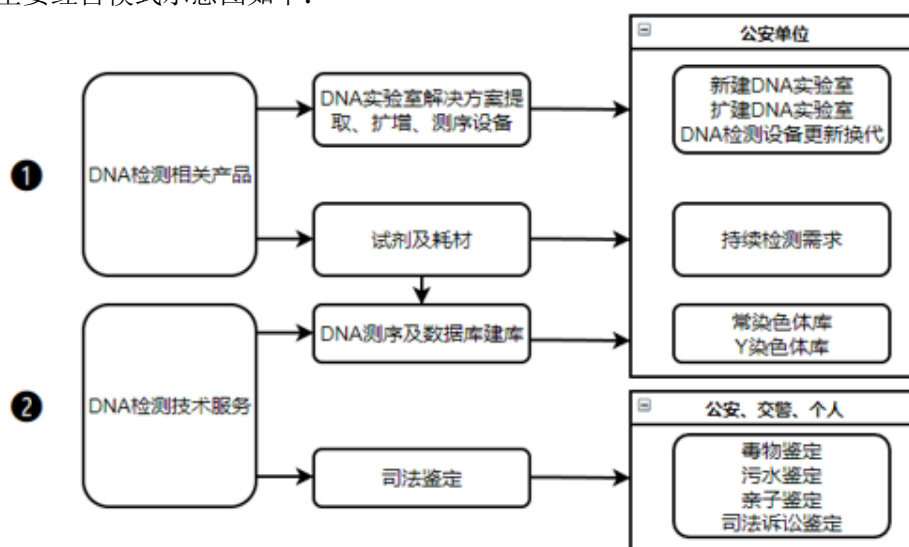 主要经营模式示意图如下：
公安单位
DNA实验室解决方案提
取、扩增、测序设备
新建DNA实验室
扩建DNA实验室
DNA检测设备更新换代
❶
DNA检测相关产品
试剂及耗材
持续检测需求
DNA测序及数据库建库
常染色体库
Y染色体库
❷
DNA检测技术服务
公安、交警、个人
司法鉴定
毒物鉴定
污水鉴定
亲子鉴定
司法诉讼鉴定